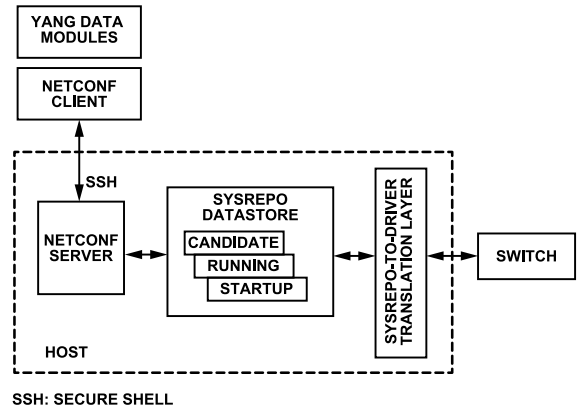 YANG DATA
MODULES
NETCONF
CLIENT
SSH
SYSREPO
DATASTORE
NETCONF
SERVER
CANDIDATE
RUNNING
STARTUP
SYSREPO-TO-DRIVER
TRANSLATION LAYER
SWITCH
HOST
SSH: SECURE SHELL